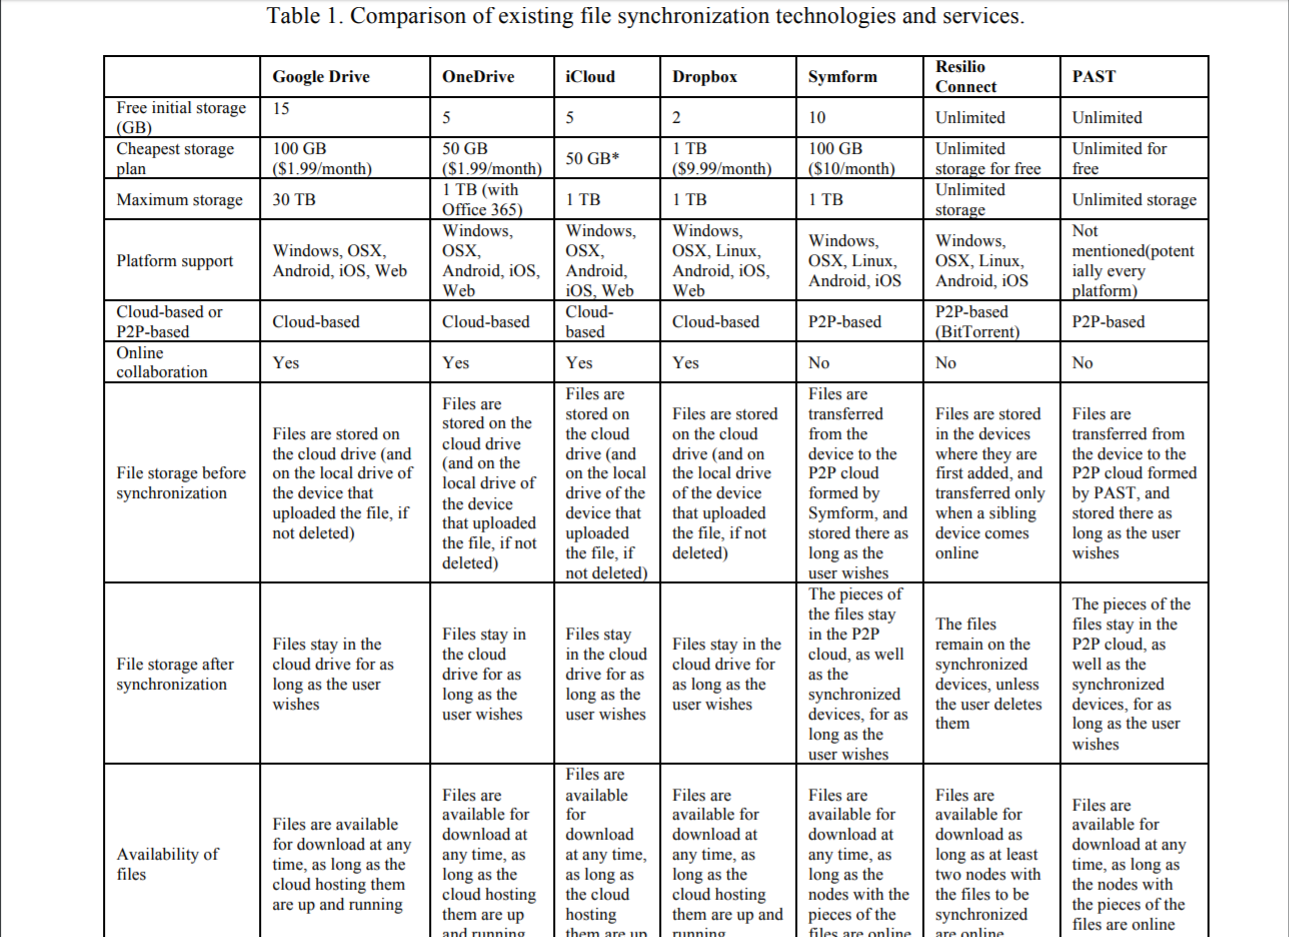 Table 1. Comparison of existing file synchronization technologies and services.
Google Drive
OneDrive
iCloud
Dropbox
Symform
Resilio
Connect
PAST
Free initial storage
(GB)
15
5
5
2
10
Unlimited
Unlimited
Cheapest storage
plan
100 GB
($1.99/month)
50 GB
($1.99/month)
50 GB*
1 TB
($9.99/month)
100 GB
($10/month)
Unlimited
storage for free
Unlimited for
free
Maximum storage
30 TB
1 TB (with
Office 365)
1 TB
1 TB
1 TB
Unlimited
storage
Unlimited storage
Platform support
Windows, OSX,
Android, iOS, Web
Windows,
OSX,
Android, iOS,
Web
Windows,
OSX,
Android,
iOS, Web
Windows,
OSX, Linux,
Android, iOS,
Web
Windows,
OSX, Linux,
Android, iOS
Windows,
OSX, Linux,
Android, iOS
Not
mentioned(potent
ially every
platform)
Cloud-based or
P2P-based
Cloud-based
Cloud-based
Cloud-
based
Cloud-based
P2P-based
P2P-based
(BitTorrent)
P2P-based
Online
collaboration
Yes
Yes
Yes
Yes
No
No
No
File storage before
synchronization
Files are stored on
the cloud drive (and
on the local drive of
the device that
uploaded the file, if
not deleted)
Files are
stored on the
cloud drive
(and on the
local drive of
the device
that uploaded
the file, if not
deleted)
Files are
stored on
the cloud
drive (and
on the local
drive of the
device that
uploaded
the file, if
not deleted)
Files are stored
on the cloud
drive (and on
the local drive
of the device
that uploaded
the file, if not
deleted)
Files are
transferred
from the
device to the
P2P cloud
formed by
Symform, and
stored there as
long as the
user wishes
Files are stored
in the devices
where they are
first added, and
transferred only
when a sibling
device comes
online
Files are
transferred from
the device to the
P2P cloud formed
by PAST, and
stored there as
long as the user
wishes
File storage after
synchronization
Files stay in the
cloud drive for as
long as the user
wishes
Files stay in
the cloud
drive for as
long as the
user wishes
Files stay
in the cloud
drive for as
long as the
user wishes
Files stay in the
cloud drive for
as long as the
user wishes
The pieces of
the files stay
in the P2P
cloud, as well
as the
synchronized
devices, for as
long as the
user wishes
The files
remain on the
synchronized
devices, unless
the user deletes
them
The pieces of the
files stay in the
P2P cloud, as
well as the
synchronized
devices, for as
long as the user
wishes
Availability of
files
Files are available
for download at any
time, as long as the
cloud hosting them
are up and running
Files are
available for
download at
any time, as
long as the
cloud hosting
them are up
and running
Files are
available
for
download
at any time,
as long as
the cloud
hosting
them are up
Files are
available for
download at
any time, as
long as the
cloud hosting
them are up and
running
Files are
available for
download at
any time, as
long as the
nodes with the
pieces of the
files are online
Files are
available for
download as
long as at least
two nodes with
the files to be
synchronized
are online
Files are
available for
download at any
time, as long as
the nodes with
the pieces of the
files are online